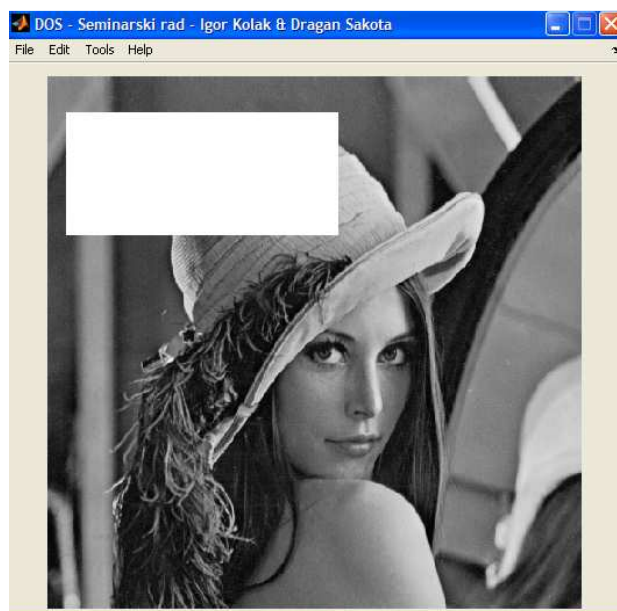 DOS - Seminarski rad - Igor Kolak & Dragan Sakota
File Edit Tools Help